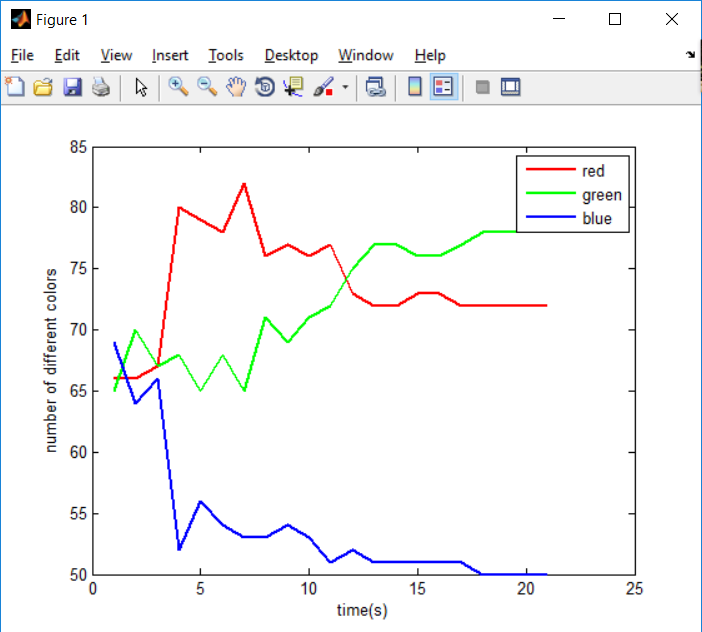 Figure 1
File Edit View Insert Tools Desktop Window Help
85
80
75
70
65
60
55
50
number of different colors
red
green
blue
0 5 10 15 20 25
time(s)